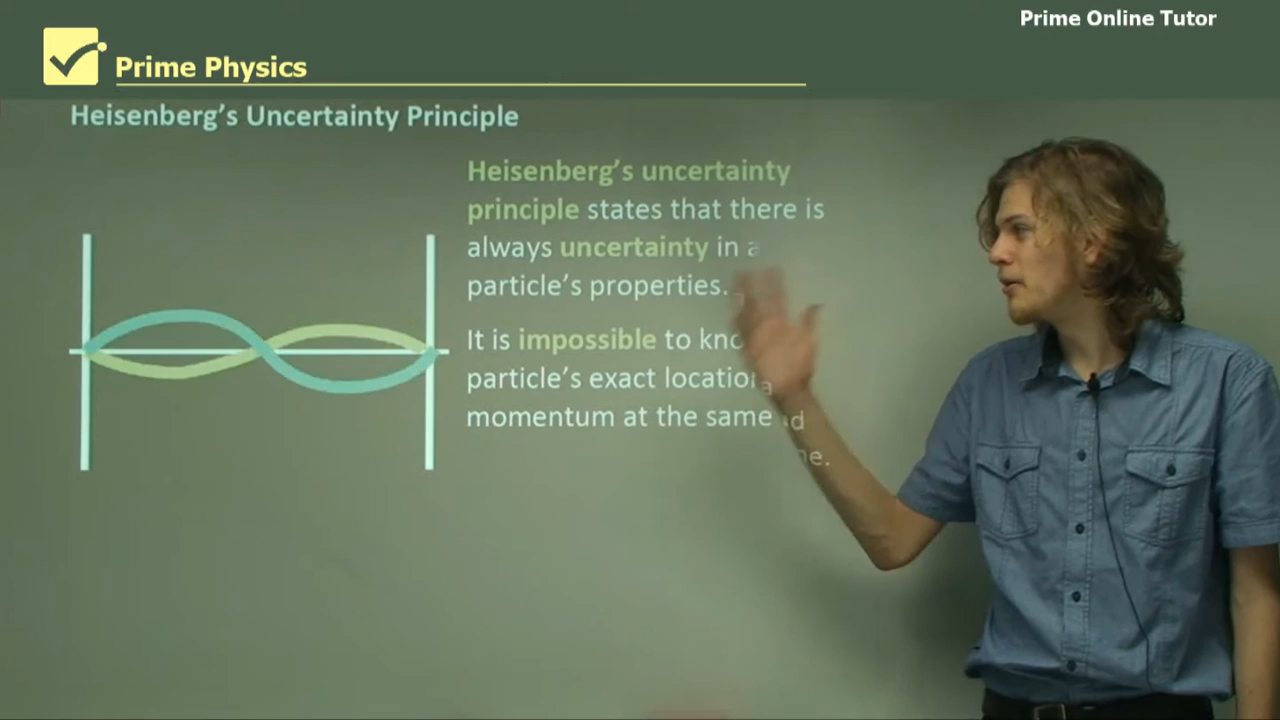 Prime Online Tutor
Prime Physics
Heisenberg's Uncertainty Principle
Heisenberg's uncertainty
principle states that there is
always uncertainty in a
particle's properties.
It is impossible to
particle's exact
momentum at the same